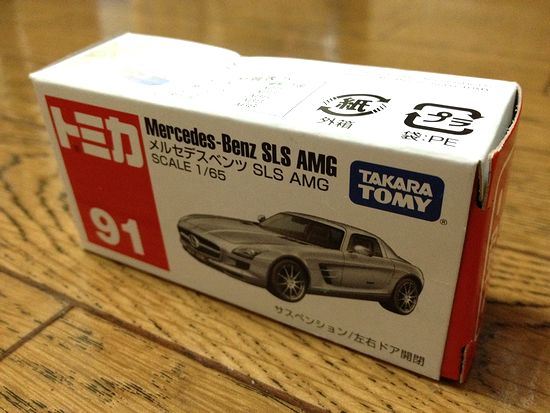 紙
外箱
プラ
袋:PE
トミカ
91
Mercedes-Benz SLS AMG
メルセデスベンツ SLS AMG
SCALE 1/65
TAKARA
TOMY
®
サスペンション/左右ドア開閉